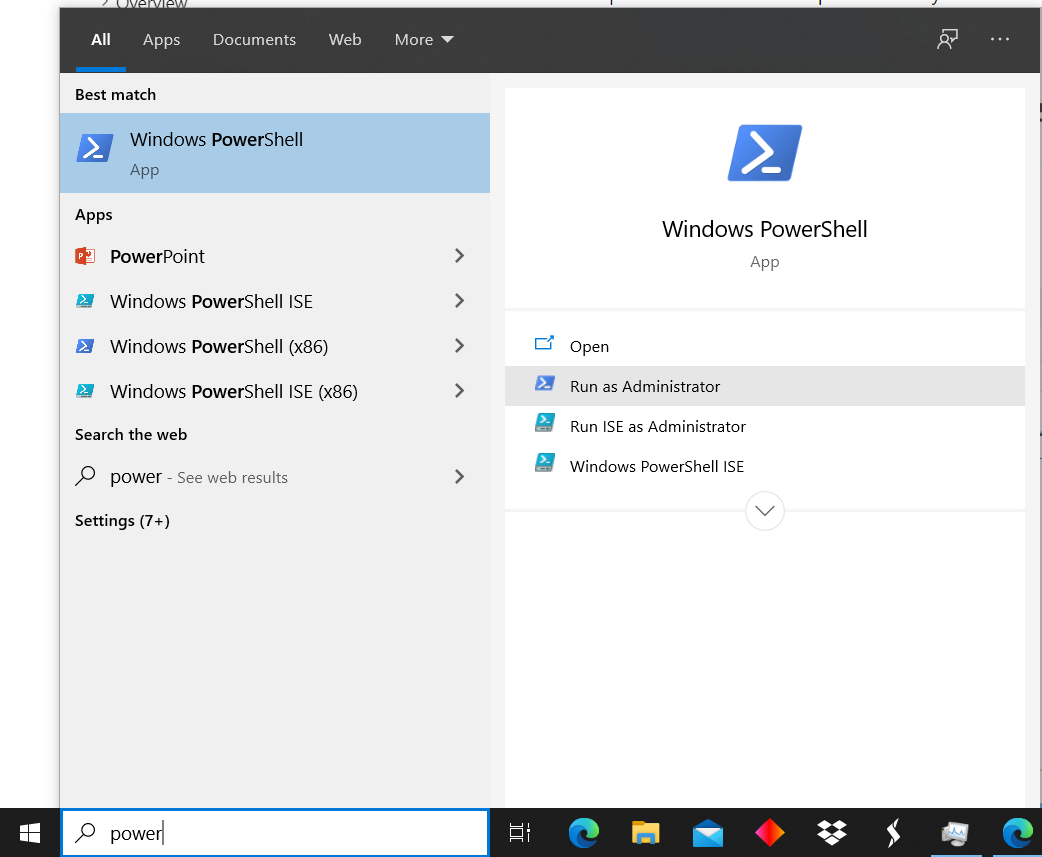 Overview
All Apps Documents Web More
Best match
Windows PowerShell
App
Apps
PowerPoint
Windows PowerShell ISE
Windows PowerShell (x86)
Windows PowerShell ISE (x86)
Search the web
power - See web results
Settings (7+)
Windows PowerShell
App
Open
Run as Administrator
Run ISE as Administrator
Windows PowerShell ISE
power